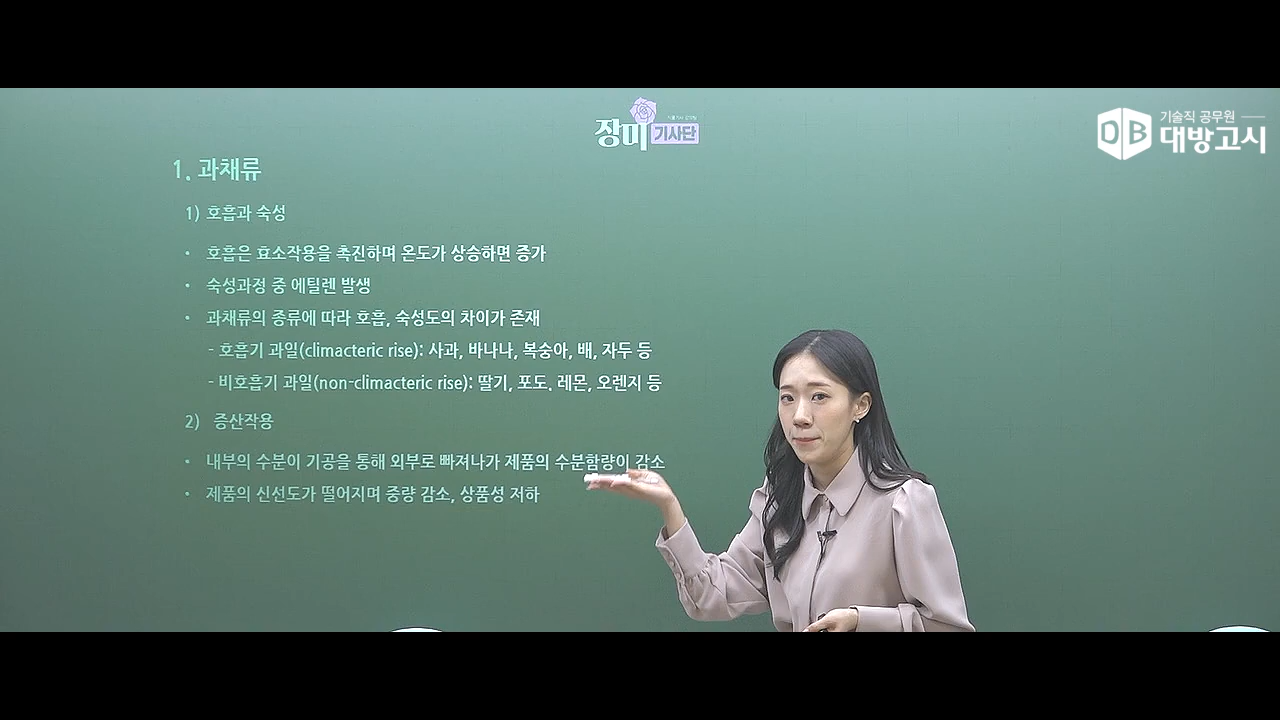 장미 기사단
기술직 공무원
DB 대방고시
1. 과채류
1) 호흡과 숙성
• 호흡은 효소작용을 촉진하며 온도가 상승하면 증가
• 숙성과정 중 에틸렌 발생
• 과채류의 종류에 따라 호흡, 숙성도의 차이가 존재
- 호흡기 과일(climacteric rise): 사과, 바나나, 복숭아, 배, 자두 등
- 비호흡기 과일(non-climacteric rise): 딸기, 포도. 레몬, 오렌지 등
2) 증산작용
• 내부의 수분이 기공을 통해 외부로 빠져나가 제품의 수분함량이 감소
• 제품의 신선도가 떨어지며 중량 감소, 상품성 저하